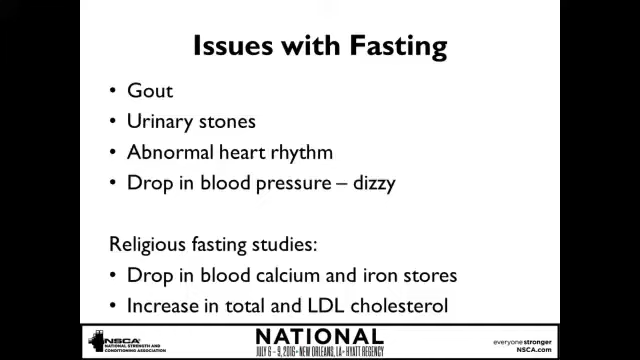 Issues with Fasting
• Gout
• Urinary stones
• Abnormal heart rhythm
• Drop in blood pressure – dizzy
Religious fasting studies:
• Drop in blood calcium and iron stores
• Increase in total and LDL cholesterol
NSCA
NATIONAL STRENGTH AND
CONDITIONING ASSOCIATION
NATIONAL
JULY 6 - 9, 2016 • NEW ORLEANS, LA • HYATT REGENCY
everyone stronger
NSCA.com